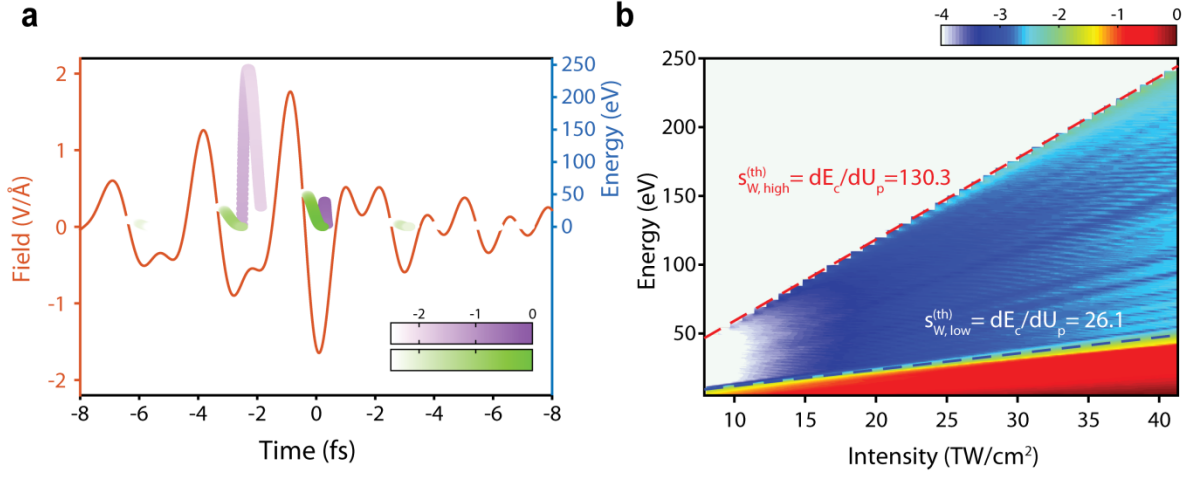 a
Field (V/Å)
2
1
0
-1
-2
250
200
150
100
50
0
Energy (eV)
-2 -1 0
-8 -6 -4 -2 0 -2 -4 -6 -8
Time (fs)
b
-4 -3 -2 -1 0
Energy (eV)
250
200
150
100
50
s(th)W, high = dEc/dUp=130.3
s(th)W, low = dEc/dUp = 26.1
10 15 20 25 30 35 40
Intensity (TW/cm²)